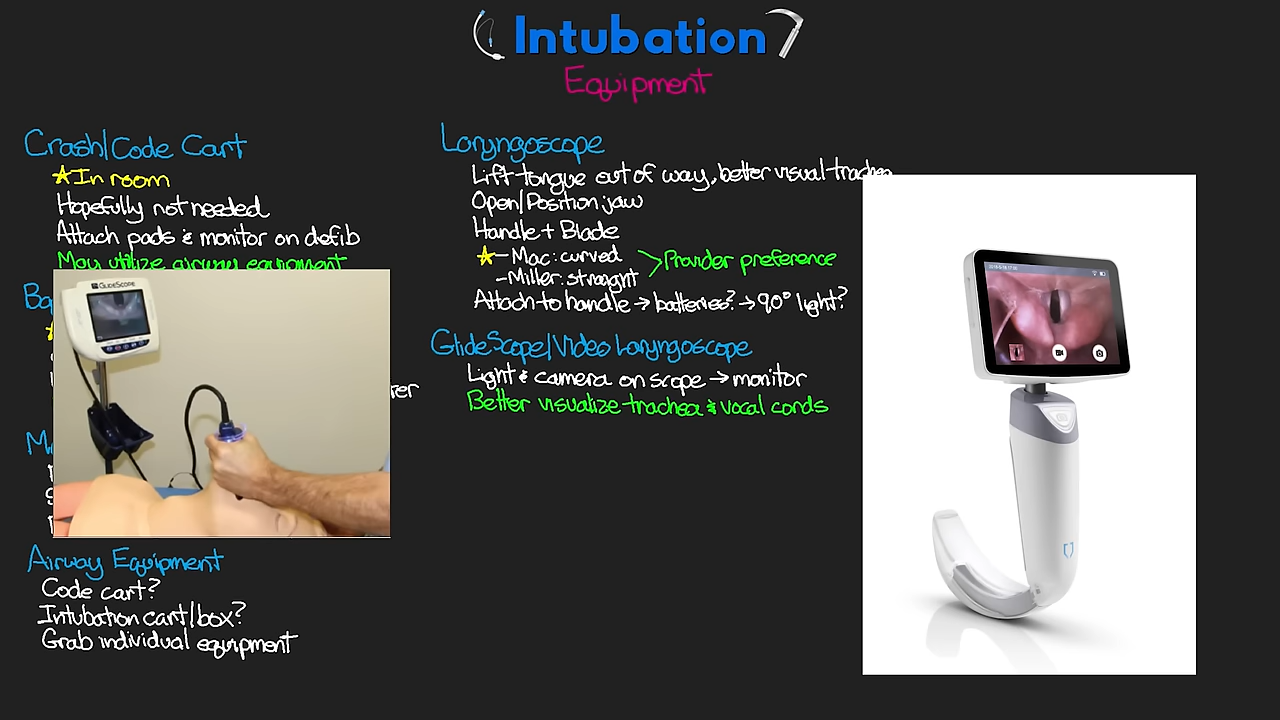 Intubation
Equipment
Crash/Code Cart
★In room
Hopefully not needed
Attach pads & monitor on defib
May utilize airway equipment
Ba
GLIDESCOPE
rer
M
Airway Equipment
Code cart?
Intubation cart/box?
Grab individual equipment
Laryngoscope
Lift tongue out of way, better visual trachea
Open/Position jaw
Handle + Blade
★-Mac: curved
-Miller: straight
>Provider preference
Attach to handle → batteries? → 90° light?
GlideScope/Video Laryngoscope
Light & camera on scope → monitor
Better visualize trachea & vocal cords